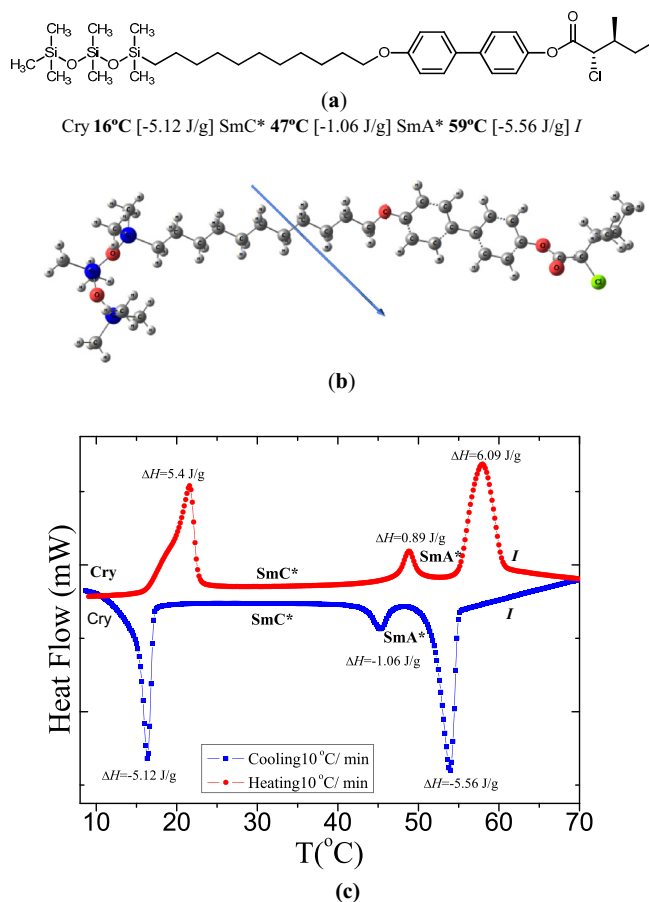 CH₃ CH₃ CH₃
H₃C Si Si Si
H₃C O O
CH₃ CH₃ CH₃
O
O
O
Cl
(a)
Cry 16ºC [-5.12 J/g] SmC* 47ºC [-1.06 J/g] SmA* 59ºC [-5.56 J/g] I
(b)
ΔH=6.09 J/g
ΔH=5.4 J/g
ΔH=0.89 J/g
Cry
SmC*
SmA*
I
Cry
SmC*
SmA*
I
ΔH=-1.06 J/g
ΔH=-5.12 J/g
ΔH=-5.56 J/g
Cooling10 °C/ min
Heating10 °C/ min
Heat Flow (mW)
10 20 30 40 50 60 70
T(°C)
(c)